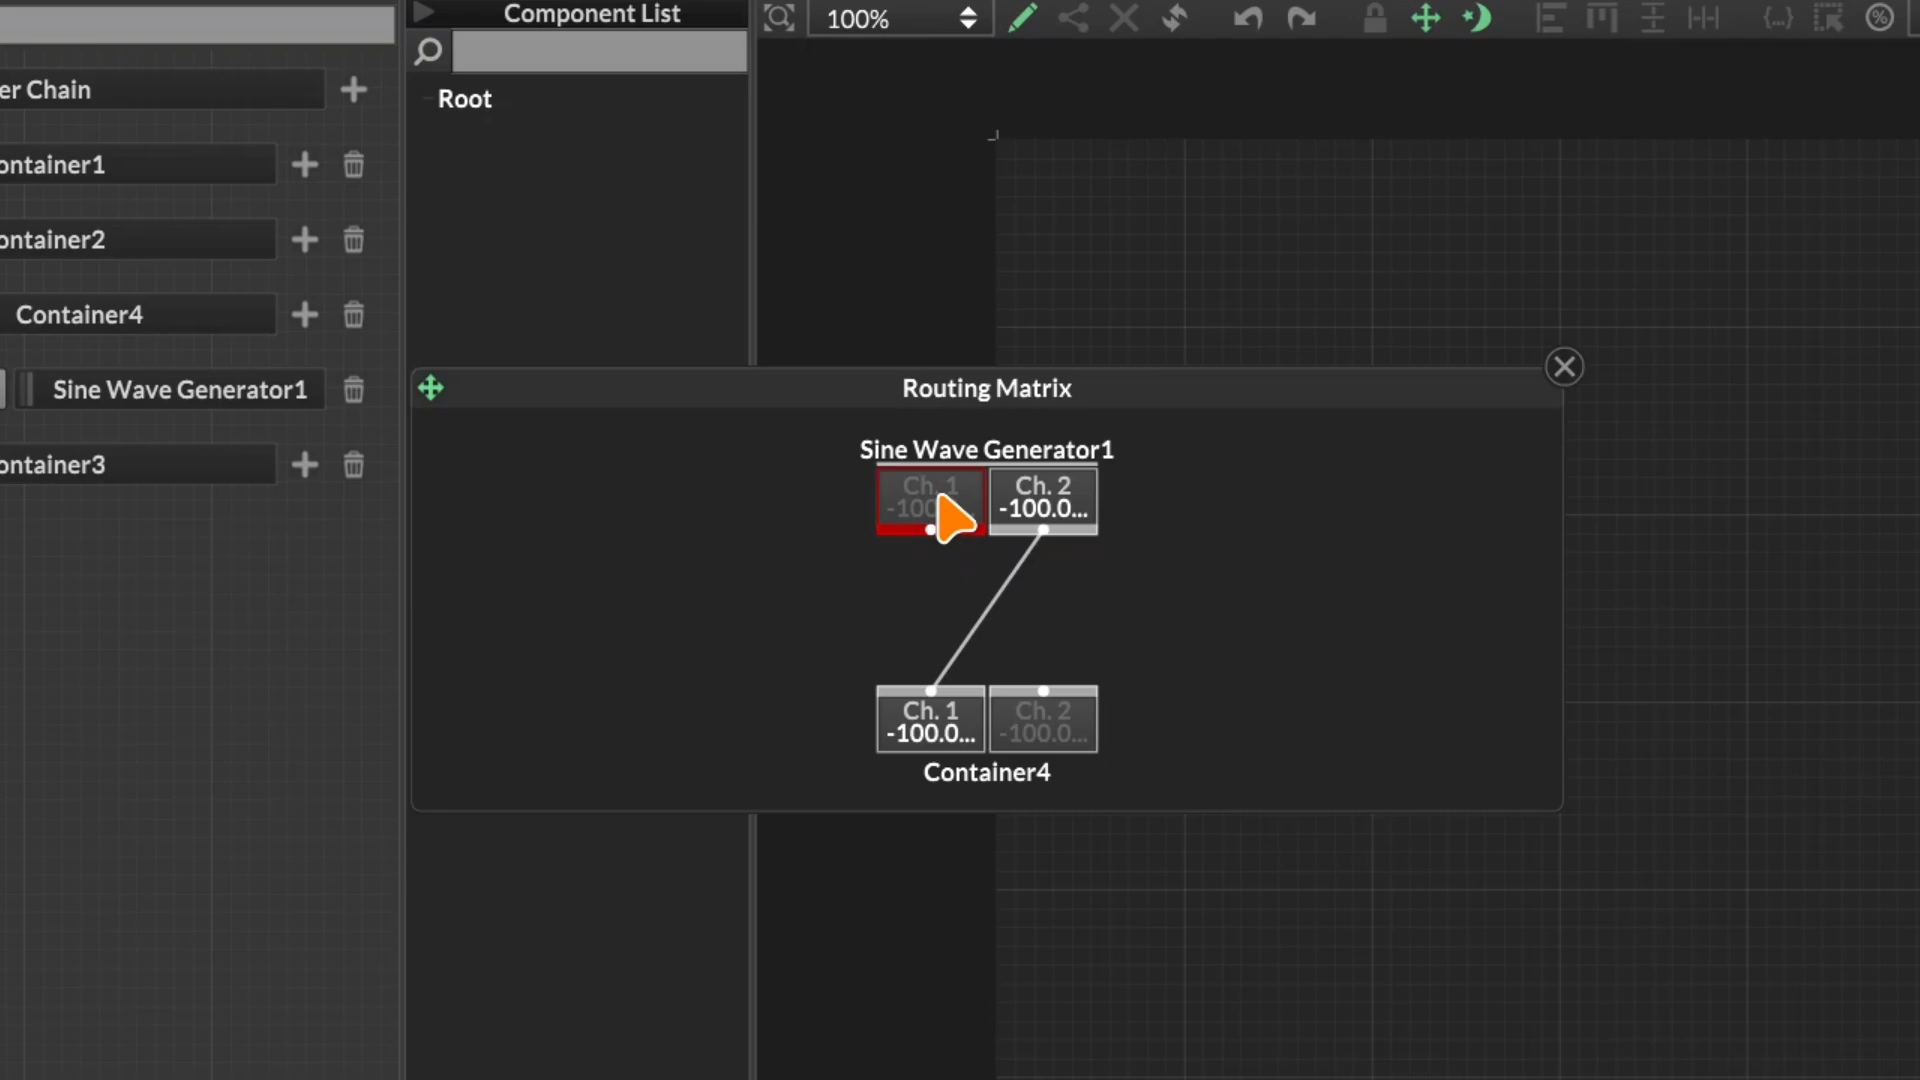 Component List
100%
er Chain
Root
ontainer1
ontainer2
Container4
Sine Wave Generator1
ontainer3
Routing Matrix
Sine Wave Generator1
Ch. 1
Ch. 2
-100
-100.0...
Ch. 1
Ch. 2
-100.0...
-100.0...
Container4